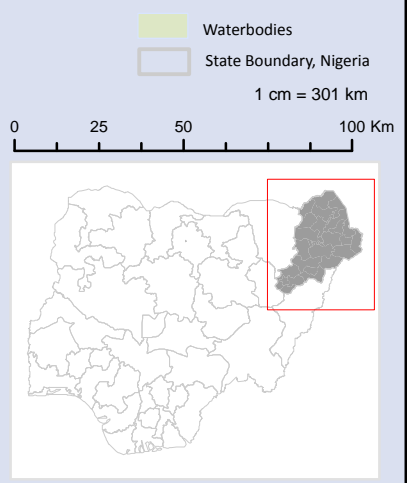 Waterbodies
State Boundary, Nigeria
1 cm = 301 km
0 25 50 100 Km